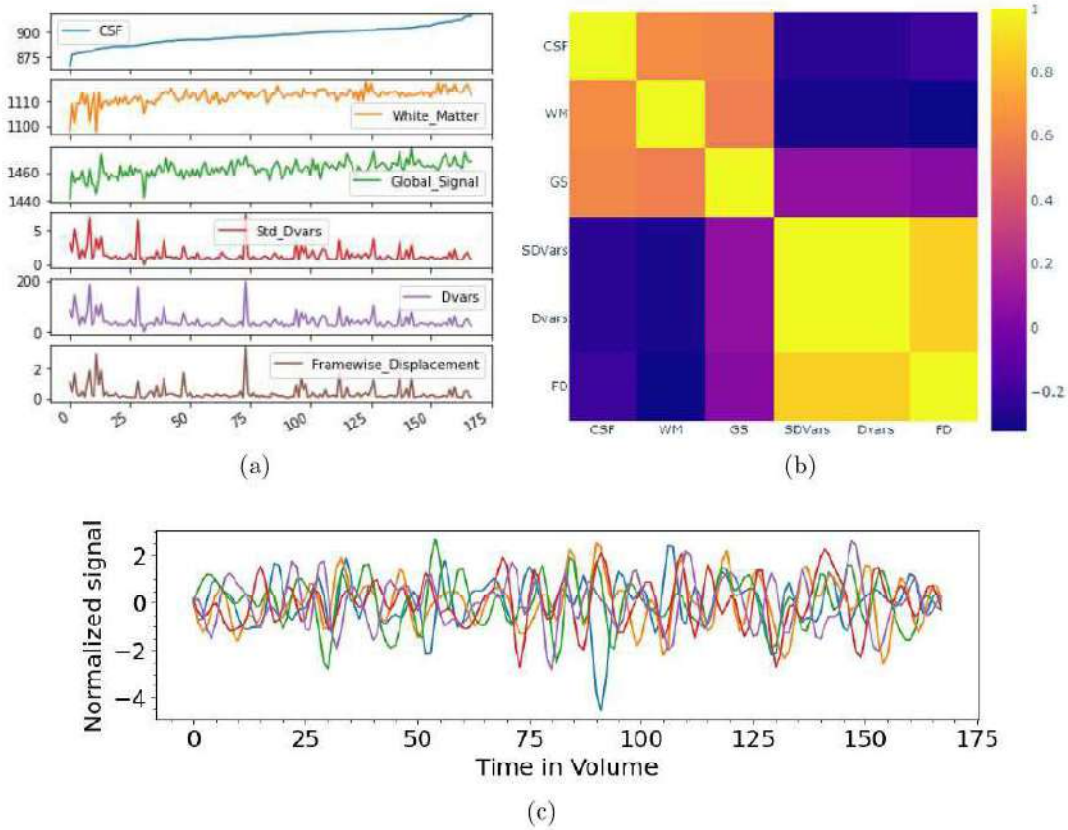 900
875
CSF
1110
1100
White_Matter
1460
1440
Global_Signal
5
0
Std_Dvars
200
0
Dvars
2
0
Framewise_Displacement
0 25 50 75 100 125 150 175
(a)
CSF
WM
GS
SDVars
Dvars
FD
CSF WM GS SDVars Dvars FD
1
0.8
0.6
0.4
0.2
0
−0.2
(b)
Normalized signal
2
0
−2
−4
0 25 50 75 100 125 150 175
Time in Volume
(c)